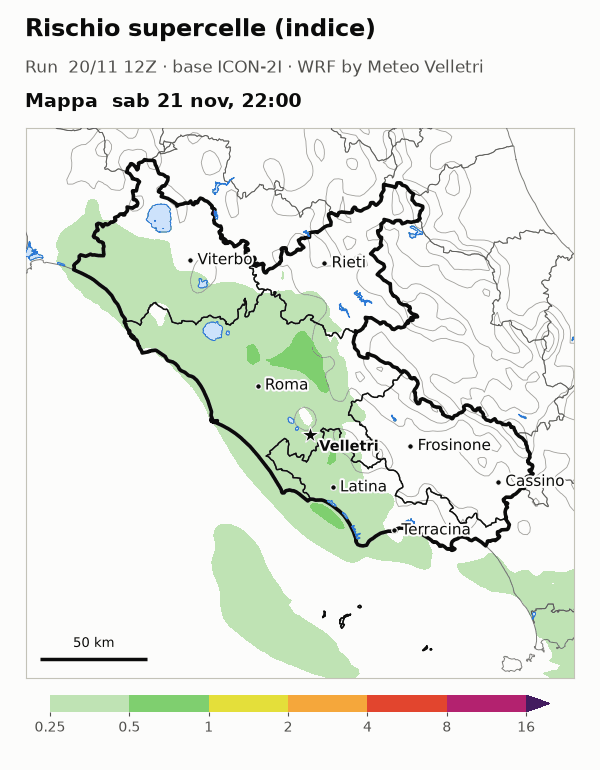 Rischio supercelle (indice)
Run  20/11 12Z · base ICON-2I · WRF by Meteo Velletri
Mappa  sab 21 nov, 22:00
Viterbo
Rieti
Roma
Velletri
Frosinone
Latina
Cassino
Terracina
50 km
0.25 0.5 1 2 4 8 16